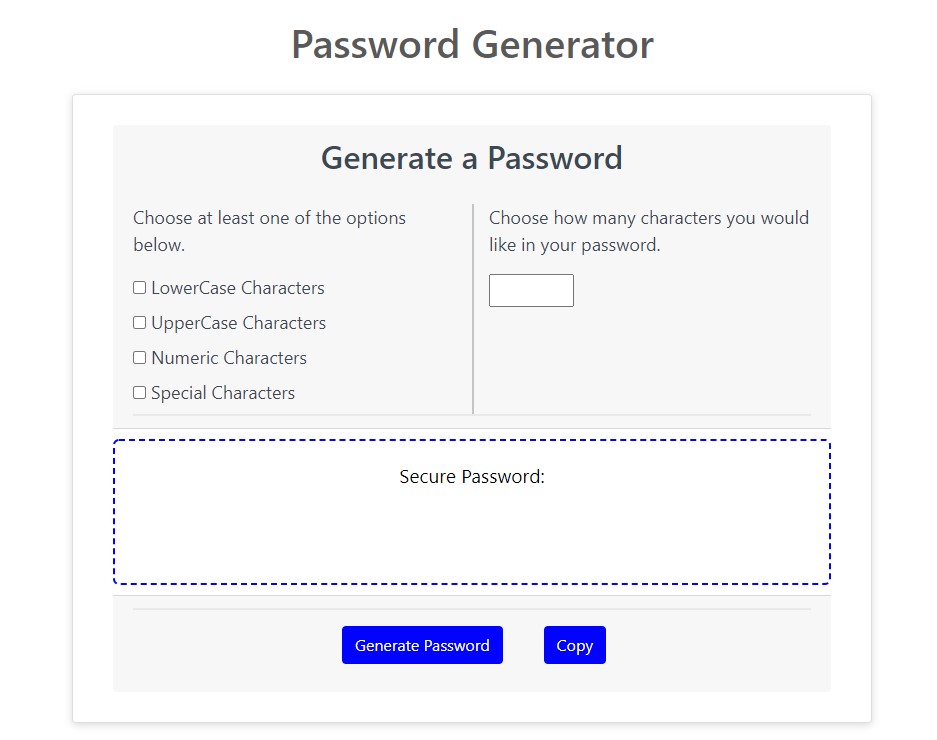 Password Generator
Generate a Password
Choose at least one of the options
below.
LowerCase Characters
UpperCase Characters
Numeric Characters
Special Characters
Choose how many characters you would
like in your password.
Secure Password:
Generate Password
Copy